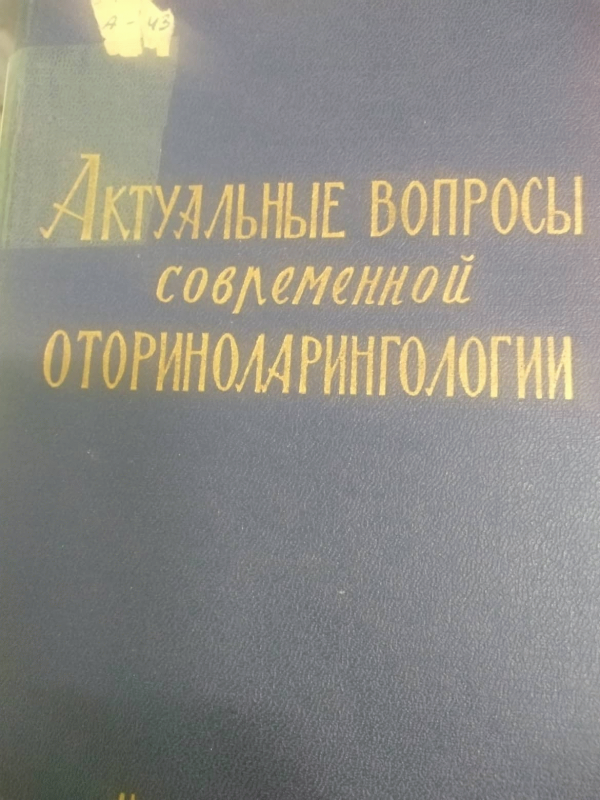 А - 43
Актуальные вопросы
современной
оториноларингологии